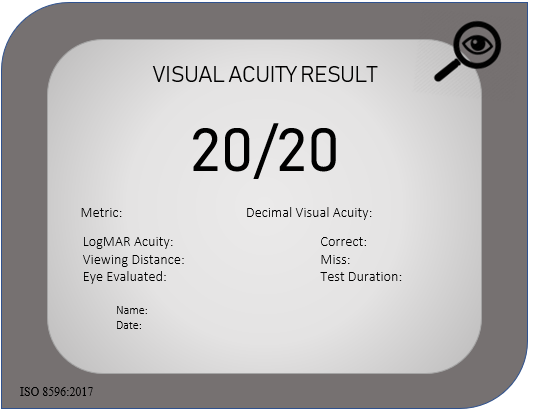 VISUAL ACUITY RESULT
20/20
Metric: Decimal Visual Acuity:
LogMAR Acuity: Correct:
Viewing Distance: Miss:
Eye Evaluated: Test Duration:
Name:
Date:
ISO 8596:2017